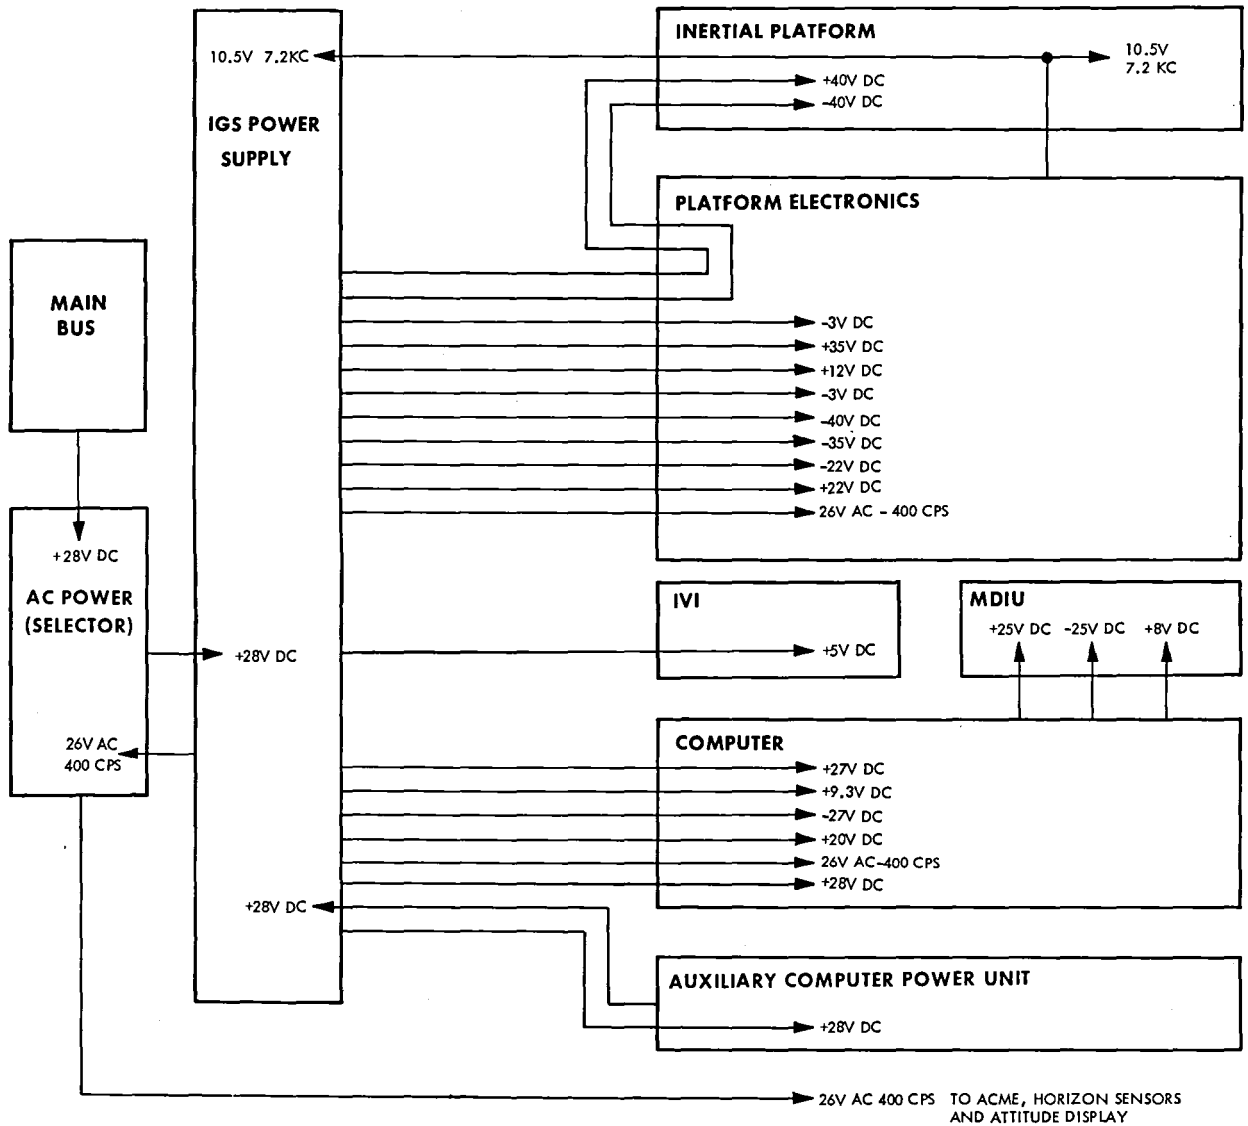 INERTIAL PLATFORM
10.5V 7.2KC
10.5V
7.2 KC
+40V DC
-40V DC
IGS POWER
SUPPLY
PLATFORM ELECTRONICS
MAIN
BUS
-3V DC
+35V DC
+12V DC
-3V DC
-40V DC
-35V DC
-22V DC
+22V DC
26V AC - 400 CPS
+28V DC
AC POWER
(SELECTOR)
+28V DC
26V AC
400 CPS
IVI
+5V DC
MDIU
+25V DC -25V DC +8V DC
COMPUTER
+27V DC
+9.3V DC
-27V DC
+20V DC
26V AC-400 CPS
+28V DC
+28V DC
AUXILIARY COMPUTER POWER UNIT
+28V DC
26V AC 400 CPS TO ACME, HORIZON SENSORS
AND ATTITUDE DISPLAY